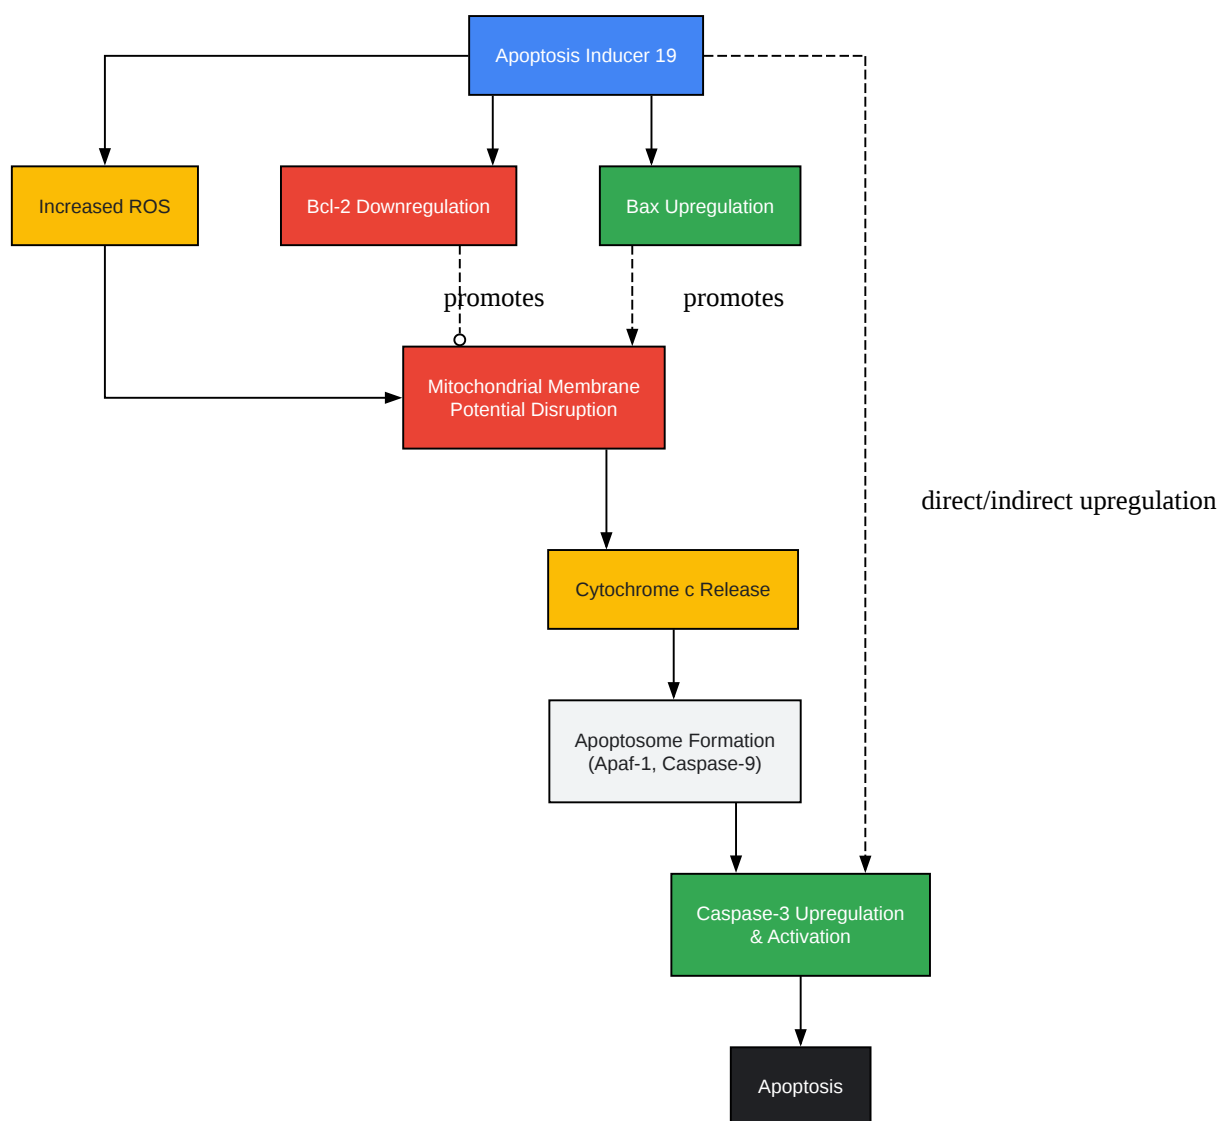 Apoptosis Inducer 19
Increased ROS
Bcl-2 Downregulation
Bax Upregulation
promotes
promotes
Mitochondrial Membrane
Potential Disruption
direct/indirect upregulation
Cytochrome c Release
Apoptosome Formation
(Apaf-1, Caspase-9)
Caspase-3 Upregulation
& Activation
Apoptosis